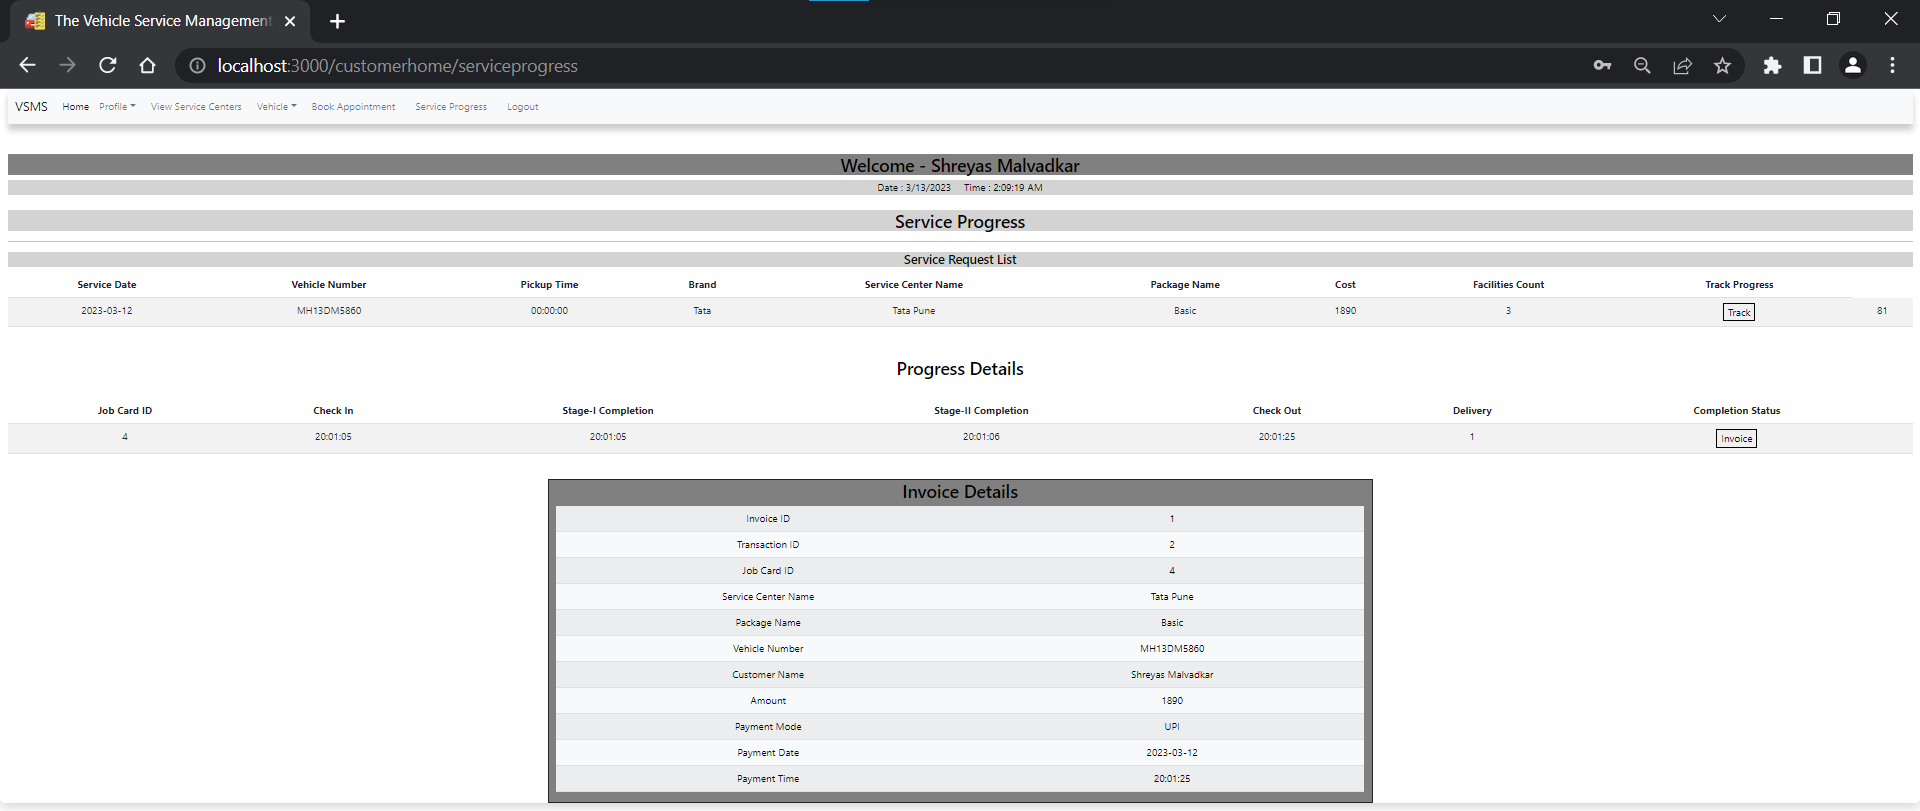 The Vehicle Service Management
localhost:3000/customerhome/serviceprogress
VSMS Home Profile View Service Centers Vehicle Book Appointment Service Progress Logout
Welcome - Shreyas Malvadkar
Date : 3/13/2023 Time : 2:09:19 AM
Service Progress
Service Request List
Service Date Vehicle Number Pickup Time Brand Service Center Name Package Name Cost Facilities Count Track Progress
2023-03-12 MH13DM5860 00:00:00 Tata Tata Pune Basic 1890 3 Track 81
Progress Details
Job Card ID Check In Stage-I Completion Stage-II Completion Check Out Delivery Completion Status
4 20:01:05 20:01:05 20:01:06 20:01:25 1 Invoice
Invoice Details
Invoice ID 1
Transaction ID 2
Job Card ID 4
Service Center Name Tata Pune
Package Name Basic
Vehicle Number MH13DM5860
Customer Name Shreyas Malvadkar
Amount 1890
Payment Mode UPI
Payment Date 2023-03-12
Payment Time 20:01:25